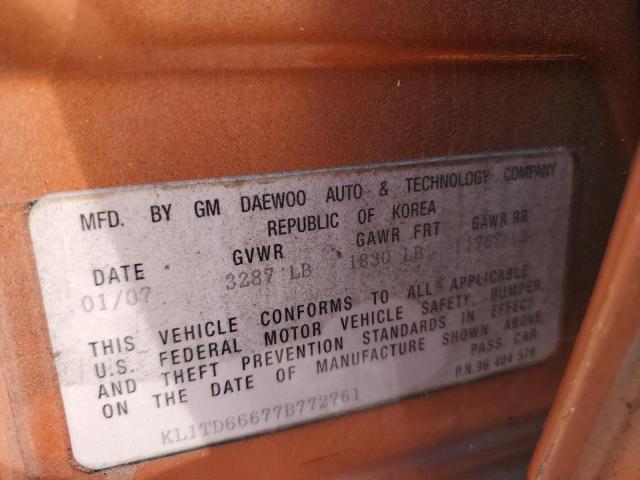 MFD. BY GM DAEWOO AUTO & TECHNOLOGY COMPANY
REPUBLIC OF KOREA
DATE GVWR GAWR FRT GAWR RR
01/07 3287 LB 1830 LB 1767 LB
THIS VEHICLE CONFORMS TO ALL APPLICABLE
U.S. FEDERAL MOTOR VEHICLE SAFETY, BUMPER,
AND THEFT PREVENTION STANDARDS IN EFFECT
ON THE DATE OF MANUFACTURE SHOWN ABOVE
PASS. CAR
P.N.96 404 578
KL1TD66677B772761